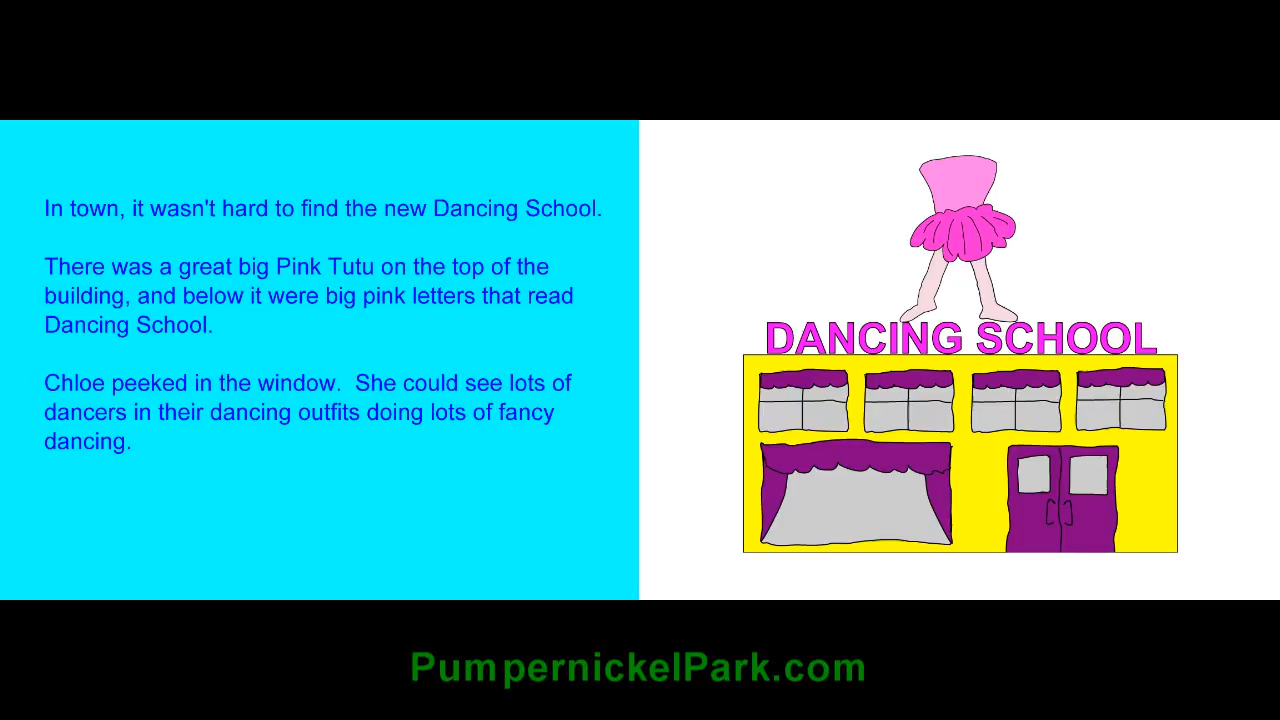 In town, it wasn't hard to find the new Dancing School.
There was a great big Pink Tutu on the top of the
building, and below it were big pink letters that read
Dancing School.
Chloe peeked in the window.  She could see lots of
dancers in their dancing outfits doing lots of fancy
dancing.
DANCING SCHOOL
PumpernickelPark.com